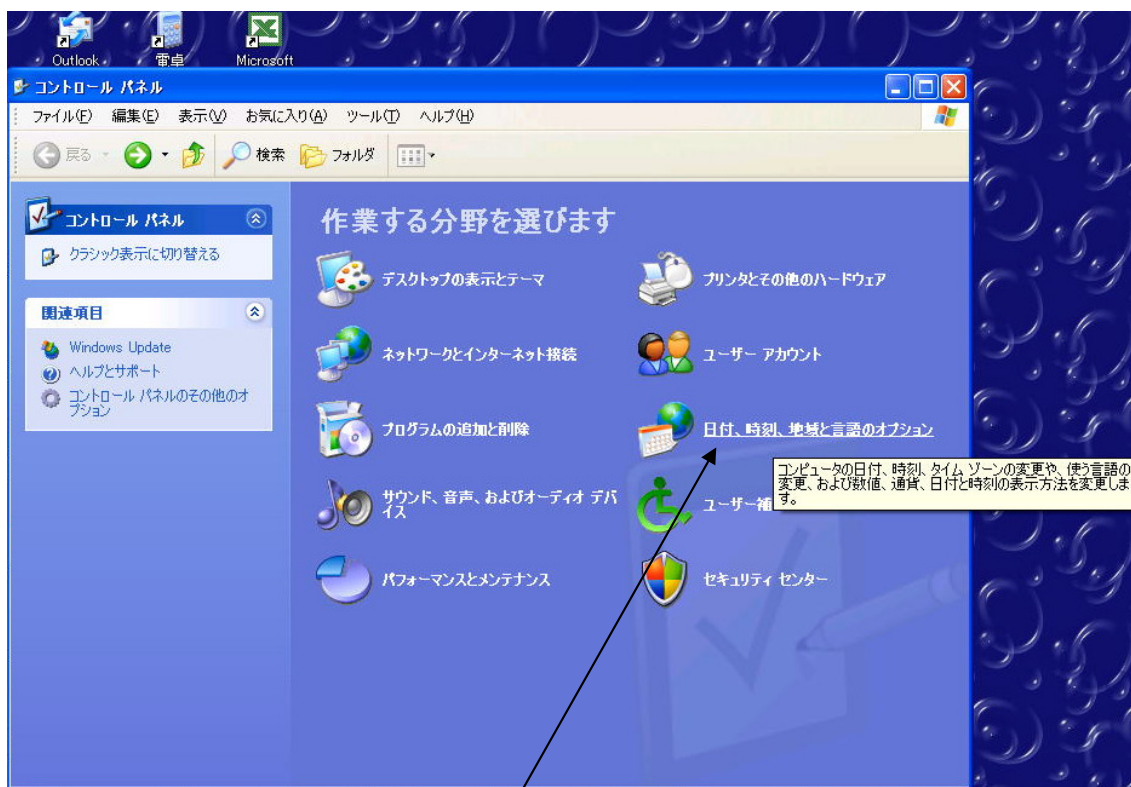 Outlook
電卓
Microsoft
コントロール パネル
ファイル(F) 編集(E) 表示(V) お気に入り(A) ツール(T) ヘルプ(H)
戻る 検索 フォルダ
コントロール パネル
クラシック表示に切り替える
関連項目
Windows Update
ヘルプとサポート
コントロール パネルのその他のオ
プション
作業する分野を選びます
デスクトップの表示とテーマ
プリンタとその他のハードウェア
ネットワークとインターネット接続
ユーザー アカウント
プログラムの追加と削除
日付、時刻、地域と言語のオプション
コンピュータの日付、時刻、タイム ゾーンの変更や、使う言語の
変更、および数値、通貨、日付と時刻の表示方法を変更しま
す。
サウンド、音声、およびオーディオ デバ
イス
ユーザー補
パフォーマンスとメンテナンス
セキュリティ センター